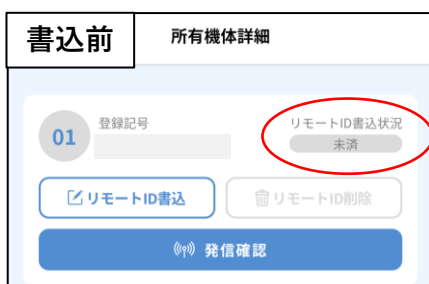 書込前
所有機体詳細
01
登録記号
リモートID書込状況
未済
リモートID書込
リモートID削除
発信確認